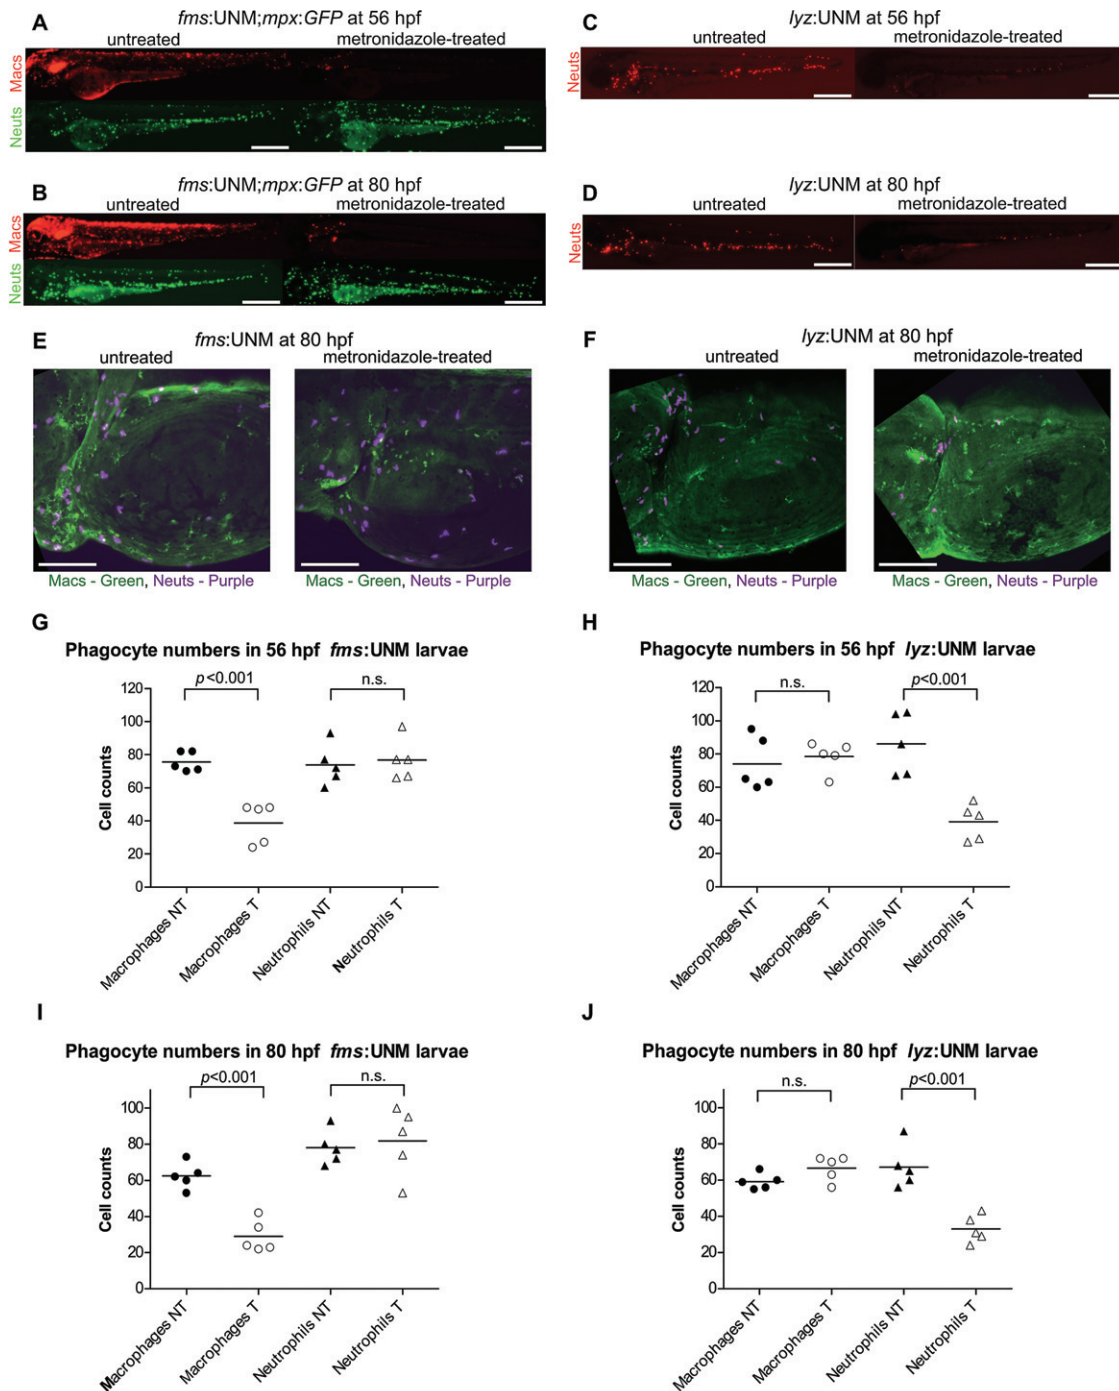 A
fms:UNM;mpx:GFP at 56 hpf
untreated
metronidazole-treated
Macs
Neuts
C
lyz:UNM at 56 hpf
untreated
metronidazole-treated
Neuts
B
fms:UNM;mpx:GFP at 80 hpf
untreated
metronidazole-treated
Macs
Neuts
D
lyz:UNM at 80 hpf
untreated
metronidazole-treated
Neuts
E
fms:UNM at 80 hpf
untreated
metronidazole-treated
Macs - Green, Neuts - Purple
Macs - Green, Neuts - Purple
F
lyz:UNM at 80 hpf
untreated
metronidazole-treated
Macs - Green, Neuts - Purple
Macs - Green, Neuts - Purple
G
Phagocyte numbers in 56 hpf fms:UNM larvae
p<0.001
n.s.
120
100
80
60
40
20
0
Cell counts
Macrophages NT
Macrophages T
Neutrophils NT
Neutrophils T
H
Phagocyte numbers in 56 hpf lyz:UNM larvae
n.s.
p<0.001
120
100
80
60
40
20
0
Cell counts
Macrophages NT
Macrophages T
Neutrophils NT
Neutrophils T
I
Phagocyte numbers in 80 hpf fms:UNM larvae
p<0.001
n.s.
100
80
60
40
20
0
Cell counts
Macrophages NT
Macrophages T
Neutrophils NT
Neutrophils T
J
Phagocyte numbers in 80 hpf lyz:UNM larvae
n.s.
p<0.001
100
80
60
40
20
0
Cell counts
Macrophages NT
Macrophages T
Neutrophils NT
Neutrophils T